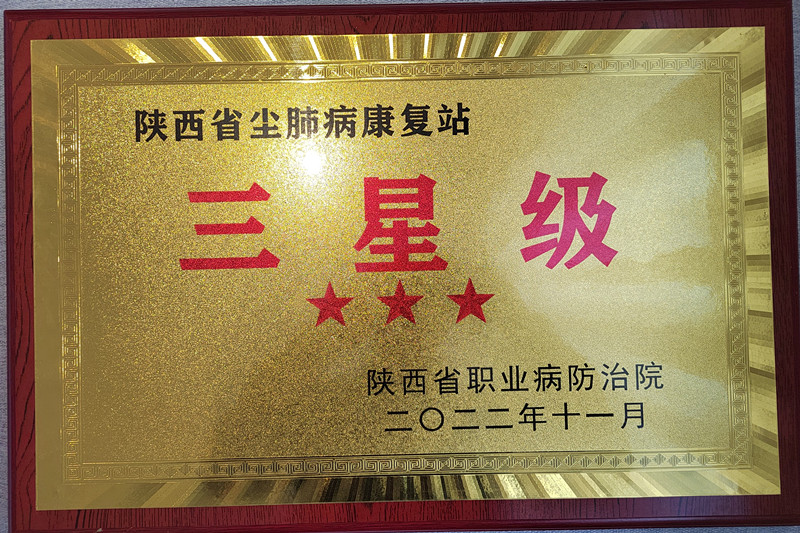 陕西省尘肺病康复站
三星级
★★★
陕西省职业病防治院
二〇二二年十一月